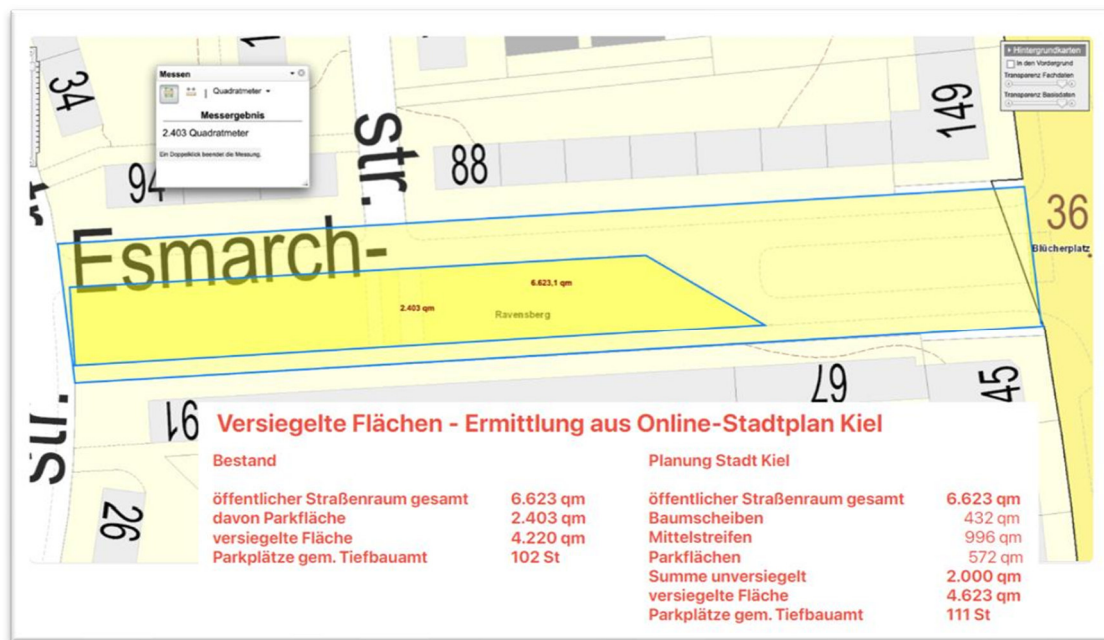 34
Messen
Quadratmeter
Messergebnis
2.403 Quadratmeter
Ein Doppelklick beendet die Messung.
Hintergrundkarten
In den Vordergrund
Transparenz Fachdaten
Transparenz Basisdaten
149
str.
88
94
36
Blücherplatz
Esmarch-
6.623,1 qm
2.403 qm
Ravensberg
91
67
45
26
Versiegelte Flächen - Ermittlung aus Online-Stadtplan Kiel
Bestand
öffentlicher Straßenraum gesamt 6.623 qm
davon Parkfläche 2.403 qm
versiegelte Fläche 4.220 qm
Parkplätze gem. Tiefbauamt 102 St
Planung Stadt Kiel
öffentlicher Straßenraum gesamt 6.623 qm
Baumscheiben 432 qm
Mittelstreifen 996 qm
Parkflächen 572 qm
Summe unversiegelt 2.000 qm
versiegelte Fläche 4.623 qm
Parkplätze gem. Tiefbauamt 111 St